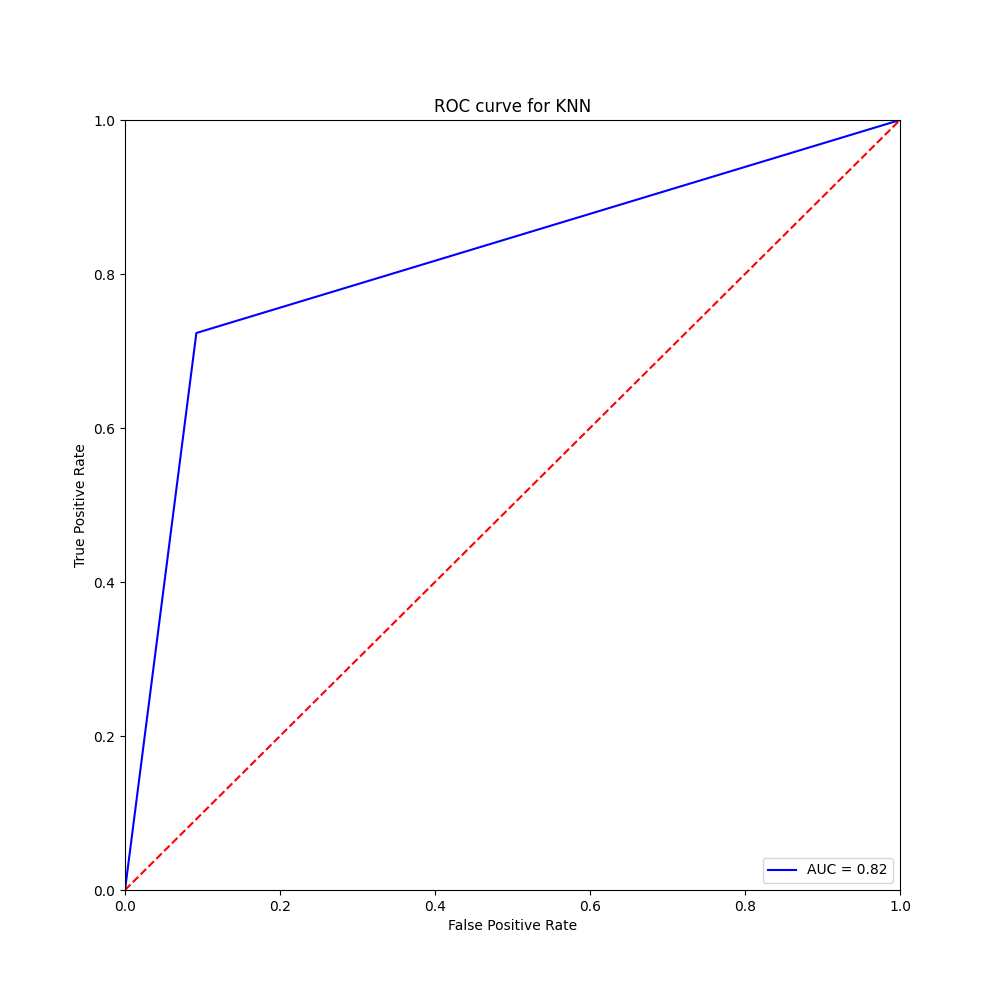 ROC curve for KNN
1.0
0.8
0.6
0.4
0.2
0.0
True Positive Rate
0.0 0.2 0.4 0.6 0.8 1.0
False Positive Rate
AUC = 0.82